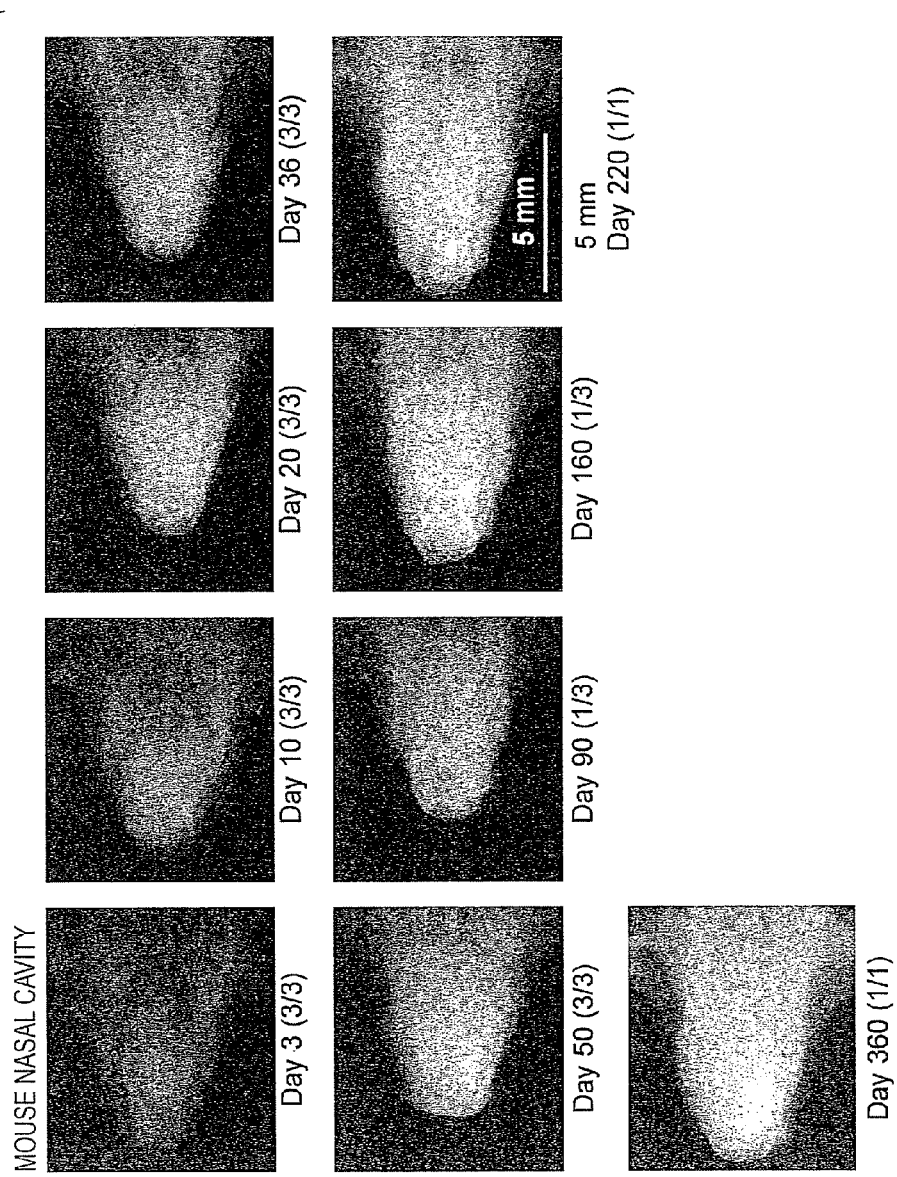 MOUSE NASAL CAVITY
Day 3 (3/3)
Day 10 (3/3)
Day 20 (3/3)
Day 36 (3/3)
Day 50 (3/3)
Day 90 (1/3)
Day 160 (1/3)
5 mm
5 mm
Day 220 (1/1)
Day 360 (1/1)